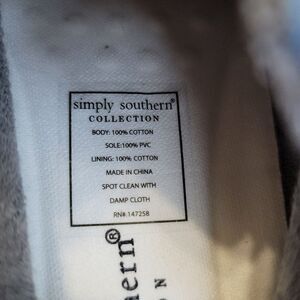 simply southern®
COLLECTION
BODY: 100% COTTON
SOLE:100% PVC
LINING: 100% COTTON
MADE IN CHINA
SPOT CLEAN WITH
DAMP CLOTH
RN# 147258
hern®
N